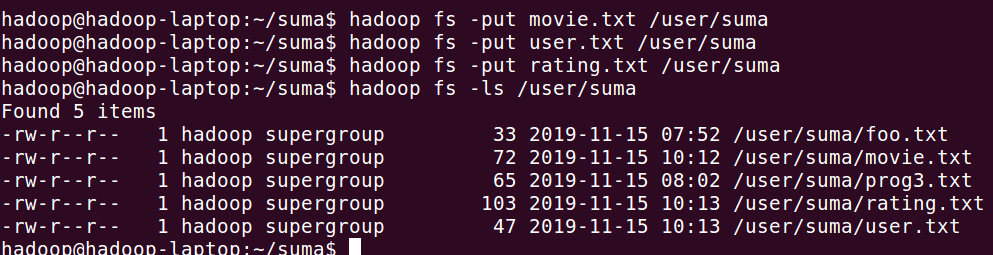 hadoop@hadoop-laptop:~/suma$ hadoop fs -put movie.txt /user/suma
hadoop@hadoop-laptop:~/suma$ hadoop fs -put user.txt /user/suma
hadoop@hadoop-laptop:~/suma$ hadoop fs -put rating.txt /user/suma
hadoop@hadoop-laptop:~/suma$ hadoop fs -ls /user/suma
Found 5 items
-rw-r--r--   1 hadoop supergroup         33 2019-11-15 07:52 /user/suma/foo.txt
-rw-r--r--   1 hadoop supergroup         72 2019-11-15 10:12 /user/suma/movie.txt
-rw-r--r--   1 hadoop supergroup         65 2019-11-15 08:02 /user/suma/prog3.txt
-rw-r--r--   1 hadoop supergroup        103 2019-11-15 10:13 /user/suma/rating.txt
-rw-r--r--   1 hadoop supergroup         47 2019-11-15 10:13 /user/suma/user.txt
hadoop@hadoop-laptop:~/suma$